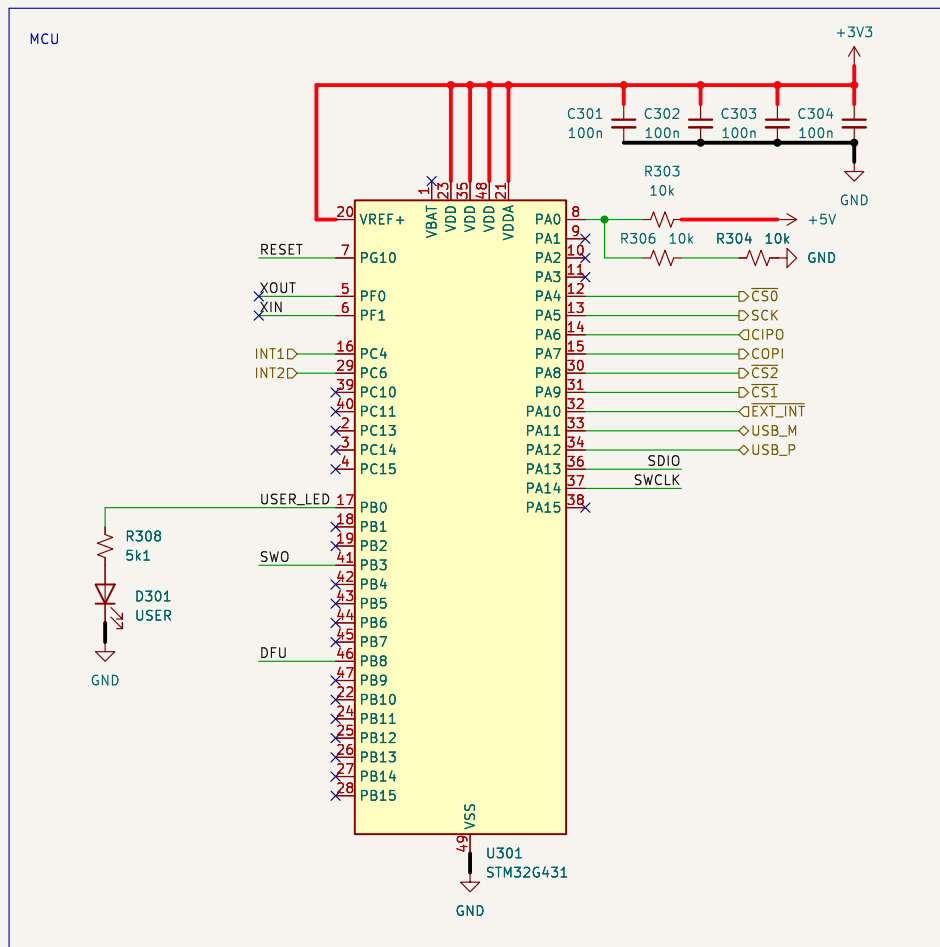 MCU
+3V3
C301
100n
C302
100n
C303
100n
C304
100n
GND
R303
10k
+5V
R306 10k
R304 10k
GND
1
23
35
48
21
VBAT
VDD
VDD
VDD
VDDA
20 VREF+
RESET
7 PG10
XOUT
5 PF0
XIN
6 PF1
INT1
16 PC4
INT2
29 PC6
39 PC10
40 PC11
2 PC13
3 PC14
4 PC15
USER_LED
17 PB0
18 PB1
19 PB2
SWO
41 PB3
42 PB4
43 PB5
44 PB6
45 PB7
DFU
46 PB8
47 PB9
22 PB10
24 PB11
25 PB12
26 PB13
27 PB14
28 PB15
PA0 8
PA1 9
PA2 10
PA3 11
PA4 12 CS0
PA5 13 SCK
PA6 14 CIPO
PA7 15 COPI
PA8 30 CS2
PA9 31 CS1
PA10 32 EXT_INT
PA11 33 USB_M
PA12 34 USB_P
PA13 36 SDIO
PA14 37 SWCLK
PA15 38
R308
5k1
D301
USER
GND
VSS
49
U301
STM32G431
GND